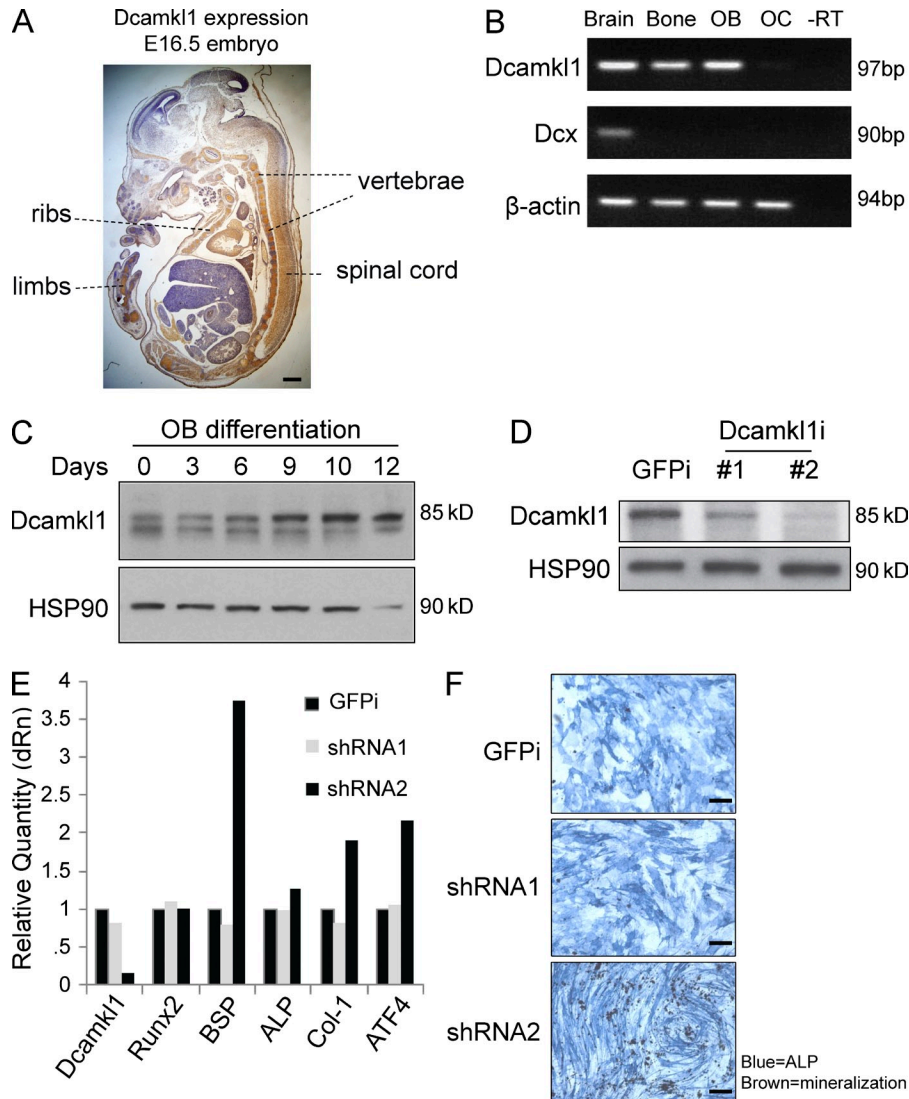 A
Dcamkl1 expression
E16.5 embryo
ribs
limbs
vertebrae
spinal cord
B
Brain Bone OB OC -RT
Dcamkl1 97bp
Dcx 90bp
β-actin 94bp
C
OB differentiation
Days 0 3 6 9 10 12
Dcamkl1 85 kD
HSP90 90 kD
D
Dcamkl1i
GFPi #1 #2
Dcamkl1 85 kD
HSP90 90 kD
E
Relative Quantity (dRn)
4
3.5
3
2.5
2
1.5
1
.5
0
GFPi
shRNA1
shRNA2
Dcamkl1 Runx2 BSP ALP Col-1 ATF4
F
GFPi
shRNA1
shRNA2
Blue=ALP
Brown=mineralization